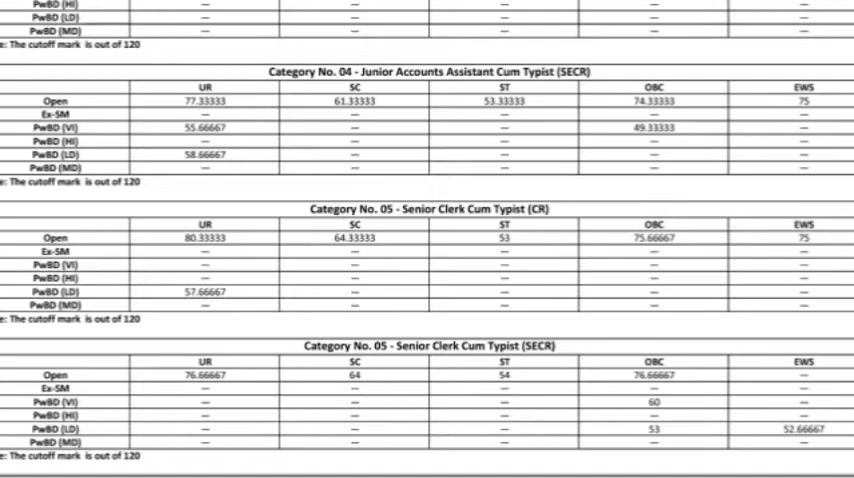 PwBD (HI) — — — — —
PwBD (LD) — — — — —
PwBD (MD) — — — — —
e: The cutoff mark is out of 120
Category No. 04 - Junior Accounts Assistant Cum Typist (SECR)
UR SC ST OBC EWS
Open 77.33333 61.33333 53.33333 74.33333 75
Ex-SM — — — — —
PwBD (VI) 55.66667 — — 49.33333 —
PwBD (HI) — — — — —
PwBD (LD) 58.66667 — — — —
PwBD (MD) — — — — —
e: The cutoff mark is out of 120
Category No. 05 - Senior Clerk Cum Typist (CR)
UR SC ST OBC EWS
Open 80.33333 64.33333 53 75.66667 75
Ex-SM — — — — —
PwBD (VI) — — — — —
PwBD (HI) — — — — —
PwBD (LD) 57.66667 — — — —
PwBD (MD) — — — — —
e: The cutoff mark is out of 120
Category No. 05 - Senior Clerk Cum Typist (SECR)
UR SC ST OBC EWS
Open 76.66667 64 54 76.66667 —
Ex-SM — — — — —
PwBD (VI) — — — 60 —
PwBD (HI) — — — — —
PwBD (LD) — — — 53 52.66667
PwBD (MD) — — — — —
e: The cutoff mark is out of 120